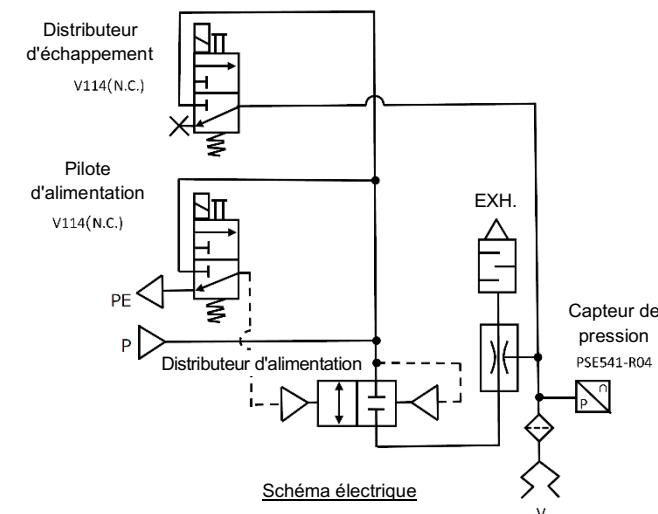 Distributeur
d'échappement
V114(N.C.)
Pilote
d'alimentation
V114(N.C.)
EXH.
PE
P
Capteur de
pression
PSE541-R04
Distributeur d'alimentation
P
Schéma électrique
V